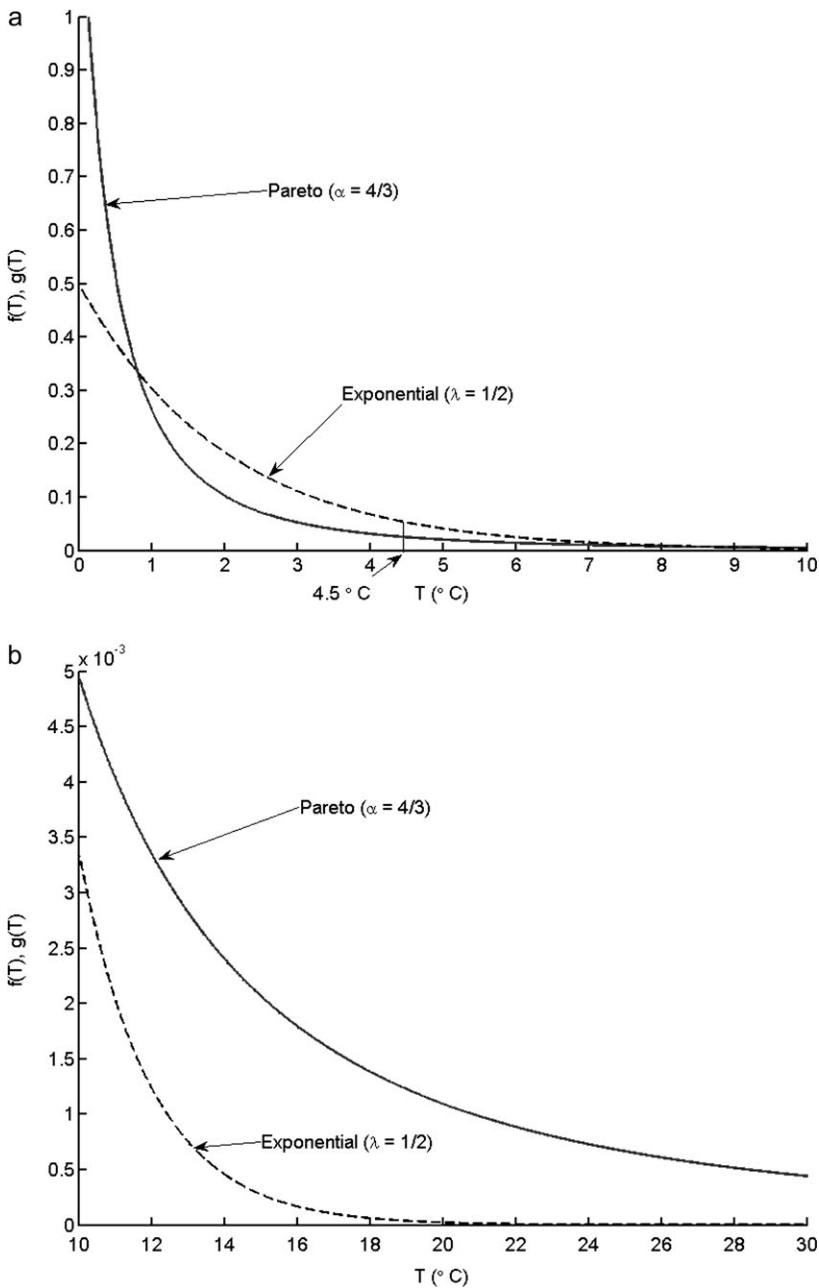 a
1
0.9
0.8
0.7
0.6
0.5
0.4
0.3
0.2
0.1
0
f(T), g(T)
Pareto (α = 4/3)
Exponential (λ = 1/2)
0 1 2 3 4 5 6 7 8 9 10
4.5 ° C
T (° C)
b
x 10⁻³
5
4.5
4
3.5
3
2.5
2
1.5
1
0.5
0
f(T), g(T)
Pareto (α = 4/3)
Exponential (λ = 1/2)
10 12 14 16 18 20 22 24 26 28 30
T (° C)